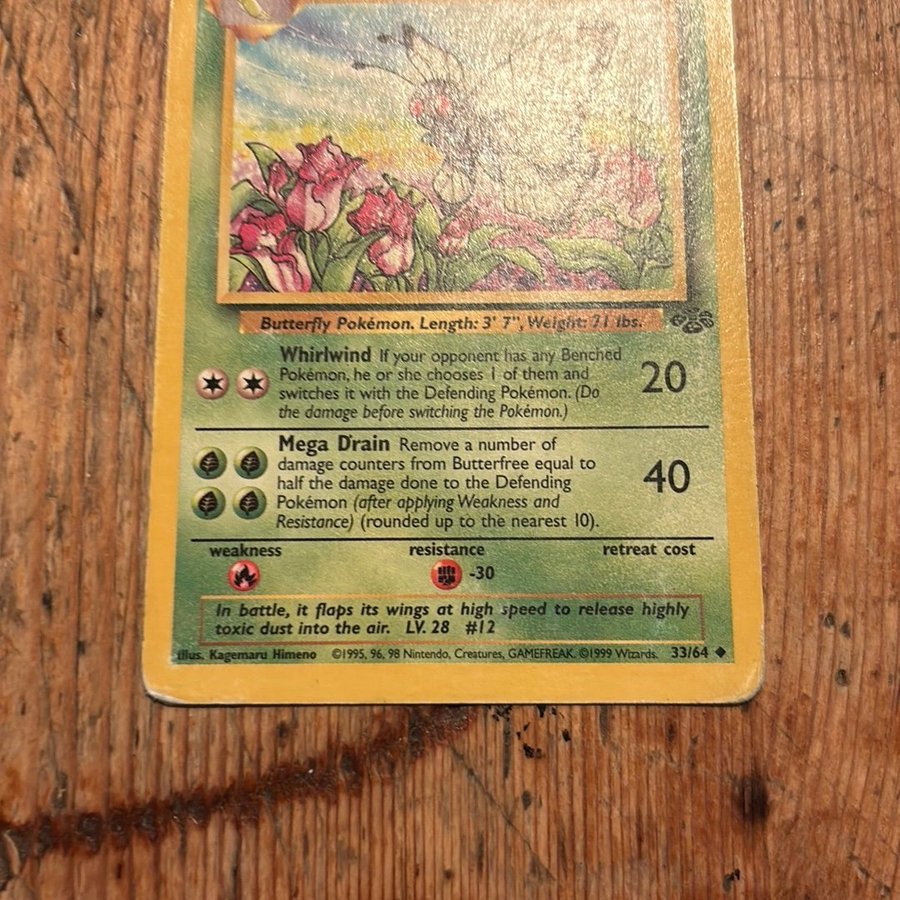 Butterfly Pokémon. Length: 3' 7", Weight: 71 lbs.
Whirlwind If your opponent has any Benched
Pokémon, he or she chooses 1 of them and
switches it with the Defending Pokémon. (Do
the damage before switching the Pokémon.)
20
Mega Drain Remove a number of
damage counters from Butterfree equal to
half the damage done to the Defending
Pokémon (after applying Weakness and
Resistance) (rounded up to the nearest 10).
40
weakness resistance retreat cost
-30
In battle, it flaps its wings at high speed to release highly
toxic dust into the air. LV. 28 #12
Illus. Kagemaru Himeno ©1995, 96, 98 Nintendo, Creatures, GAMEFREAK. ©1999 Wizards. 33/64